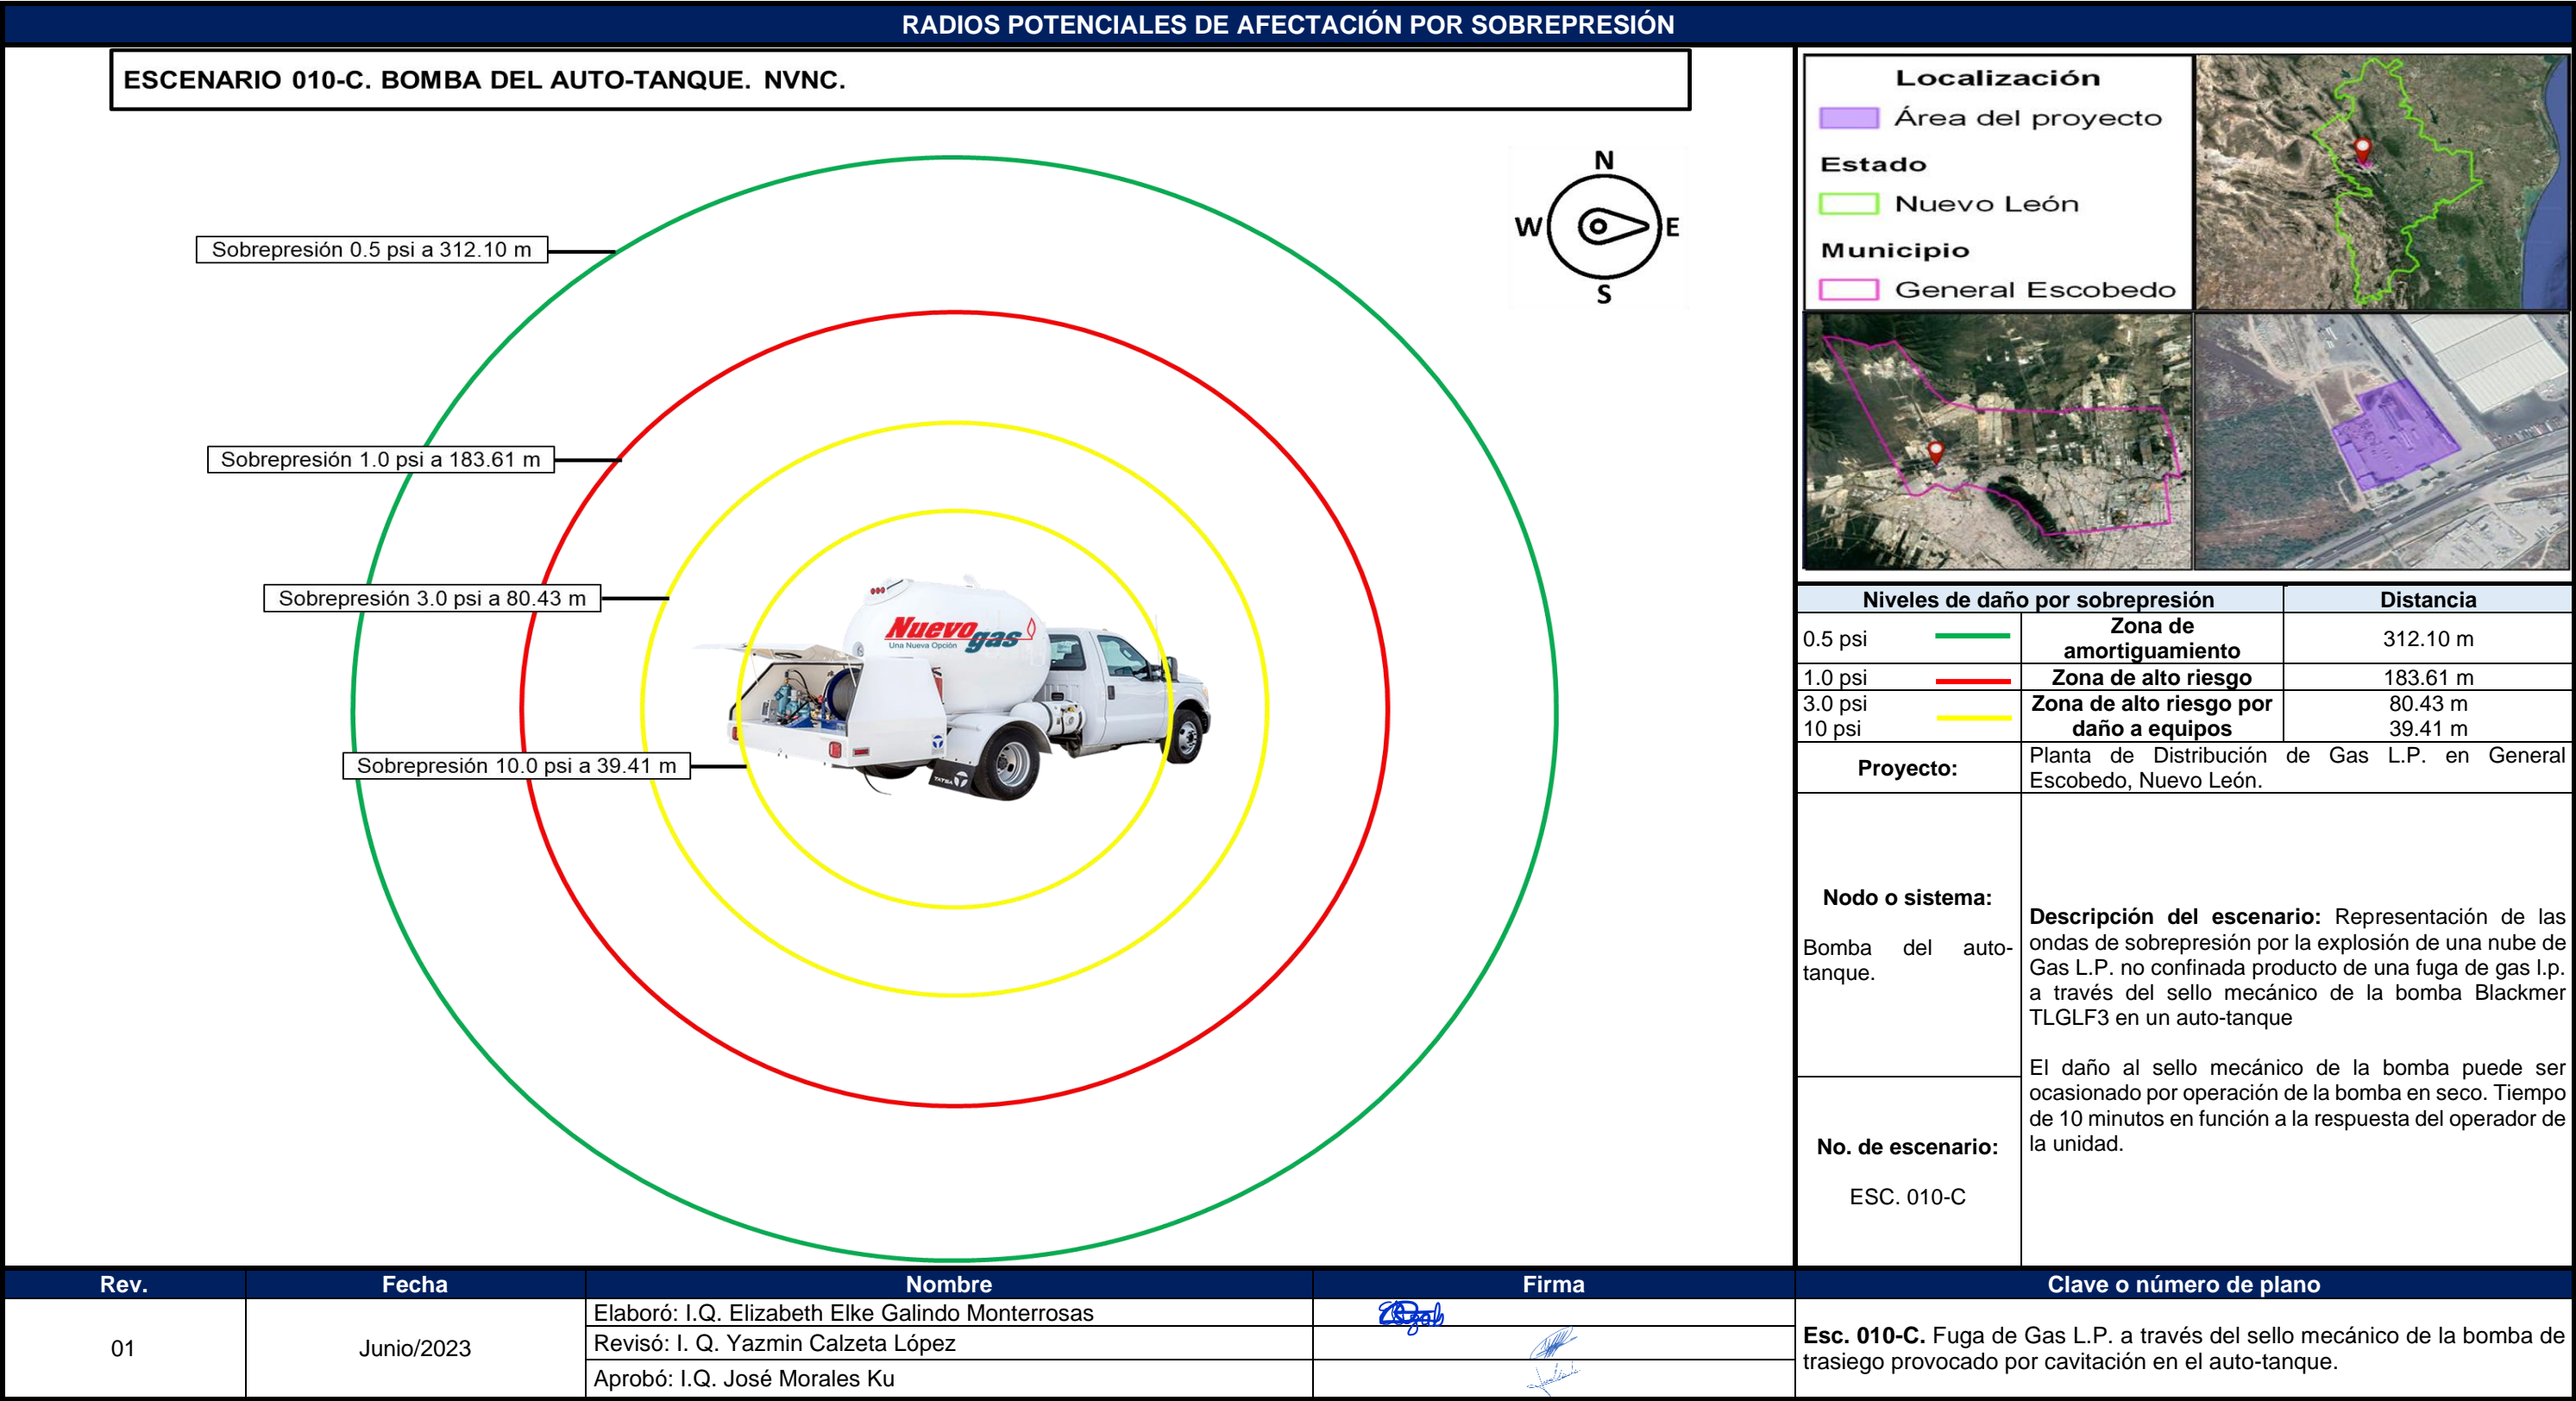 RADIOS POTENCIALES DE AFECTACIÓN POR SOBREPRESIÓN
ESCENARIO 010-C. BOMBA DEL AUTO-TANQUE. NVNC.
N
W
E
S
Sobrepresión 0.5 psi a 312.10 m
Sobrepresión 1.0 psi a 183.61 m
Sobrepresión 3.0 psi a 80.43 m
Sobrepresión 10.0 psi a 39.41 m
Nuevo gas
Una Nueva Opción
TATSA
Localización
Área del proyecto
Estado
Nuevo León
Municipio
General Escobedo
Niveles de daño por sobrepresión
Distancia
0.5 psi
Zona de
amortiguamiento
312.10 m
1.0 psi
Zona de alto riesgo
183.61 m
3.0 psi
10 psi
Zona de alto riesgo por
daño a equipos
80.43 m
39.41 m
Proyecto:
Planta de Distribución de Gas L.P. en General
Escobedo, Nuevo León.
Nodo o sistema:
Bomba del auto-
tanque.
No. de escenario:
ESC. 010-C
Descripción del escenario: Representación de las
ondas de sobrepresión por la explosión de una nube de
Gas L.P. no confinada producto de una fuga de gas l.p.
a través del sello mecánico de la bomba Blackmer
TLGLF3 en un auto-tanque
El daño al sello mecánico de la bomba puede ser
ocasionado por operación de la bomba en seco. Tiempo
de 10 minutos en función a la respuesta del operador de
la unidad.
Rev.
Fecha
Nombre
Firma
Clave o número de plano
01
Junio/2023
Elaboró: I.Q. Elizabeth Elke Galindo Monterrosas
Revisó: I. Q. Yazmin Calzeta López
Aprobó: I.Q. José Morales Ku
Esc. 010-C. Fuga de Gas L.P. a través del sello mecánico de la bomba de
trasiego provocado por cavitación en el auto-tanque.